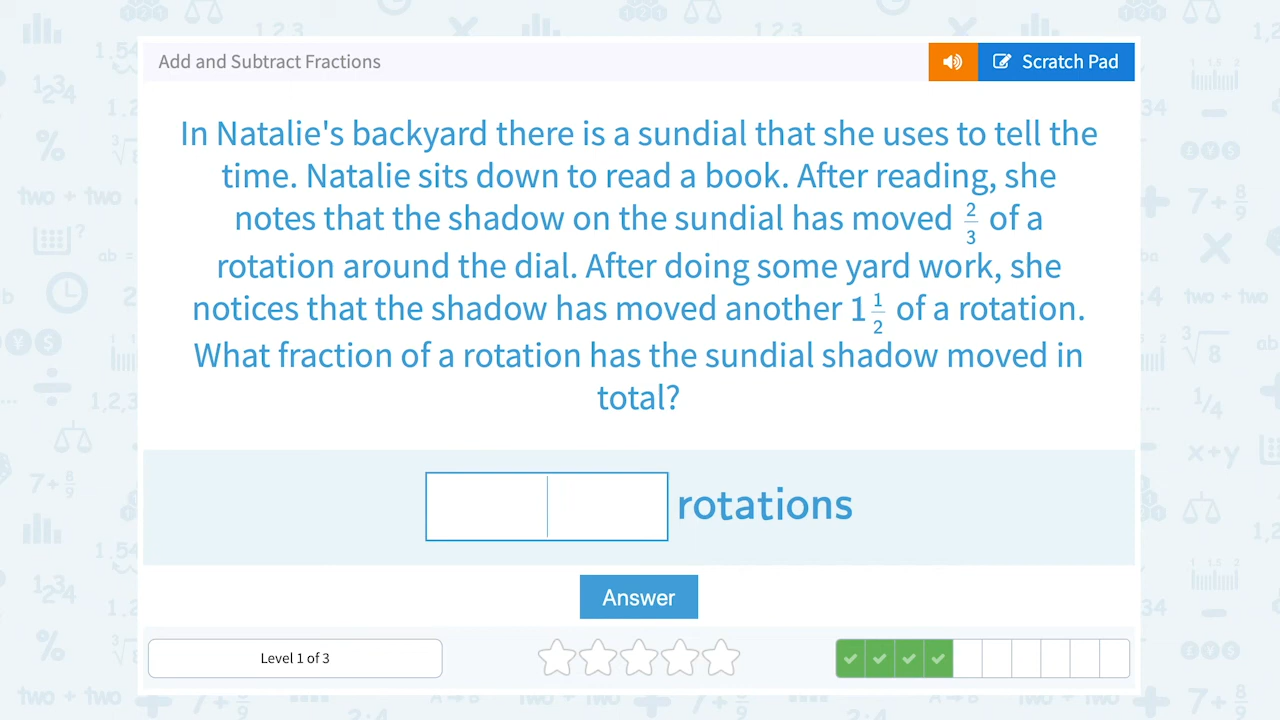 Add and Subtract Fractions
Scratch Pad
In Natalie's backyard there is a sundial that she uses to tell the
time. Natalie sits down to read a book. After reading, she
notes that the shadow on the sundial has moved 2/3 of a
rotation around the dial. After doing some yard work, she
notices that the shadow has moved another 1 1/2 of a rotation.
What fraction of a rotation has the sundial shadow moved in
total?
rotations
Answer
Level 1 of 3